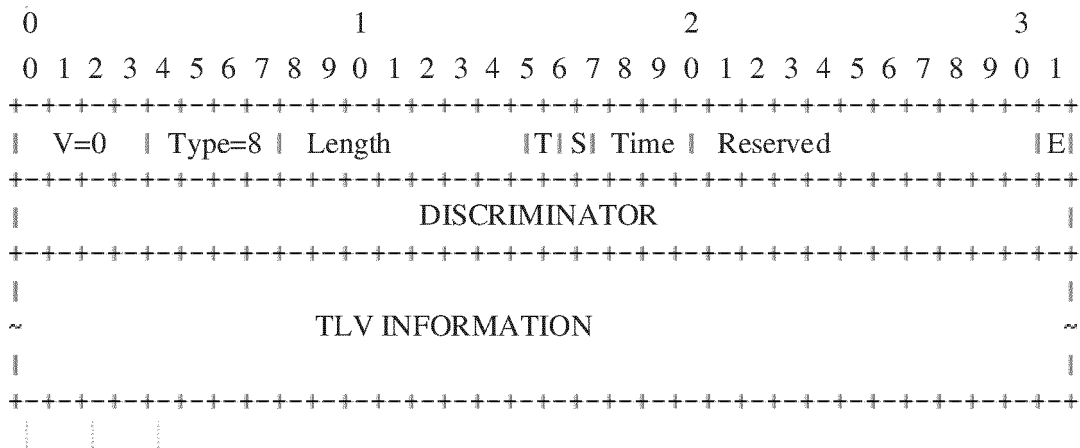 0 1 2 3
0 1 2 3 4 5 6 7 8 9 0 1 2 3 4 5 6 7 8 9 0 1 2 3 4 5 6 7 8 9 0 1
+-+-+-+-+-+-+-+-+-+-+-+-+-+-+-+-+-+-+-+-+-+-+-+-+-+-+-+-+-+-+-+-+
| V=0 | Type=8 | Length |T| S| Time | Reserved |E|
+-+-+-+-+-+-+-+-+-+-+-+-+-+-+-+-+-+-+-+-+-+-+-+-+-+-+-+-+-+-+-+-+
| DISCRIMINATOR |
+-+-+-+-+-+-+-+-+-+-+-+-+-+-+-+-+-+-+-+-+-+-+-+-+-+-+-+-+-+-+-+-+
| |
~ TLV INFORMATION ~
| |
+-+-+-+-+-+-+-+-+-+-+-+-+-+-+-+-+-+-+-+-+-+-+-+-+-+-+-+-+-+-+-+-+